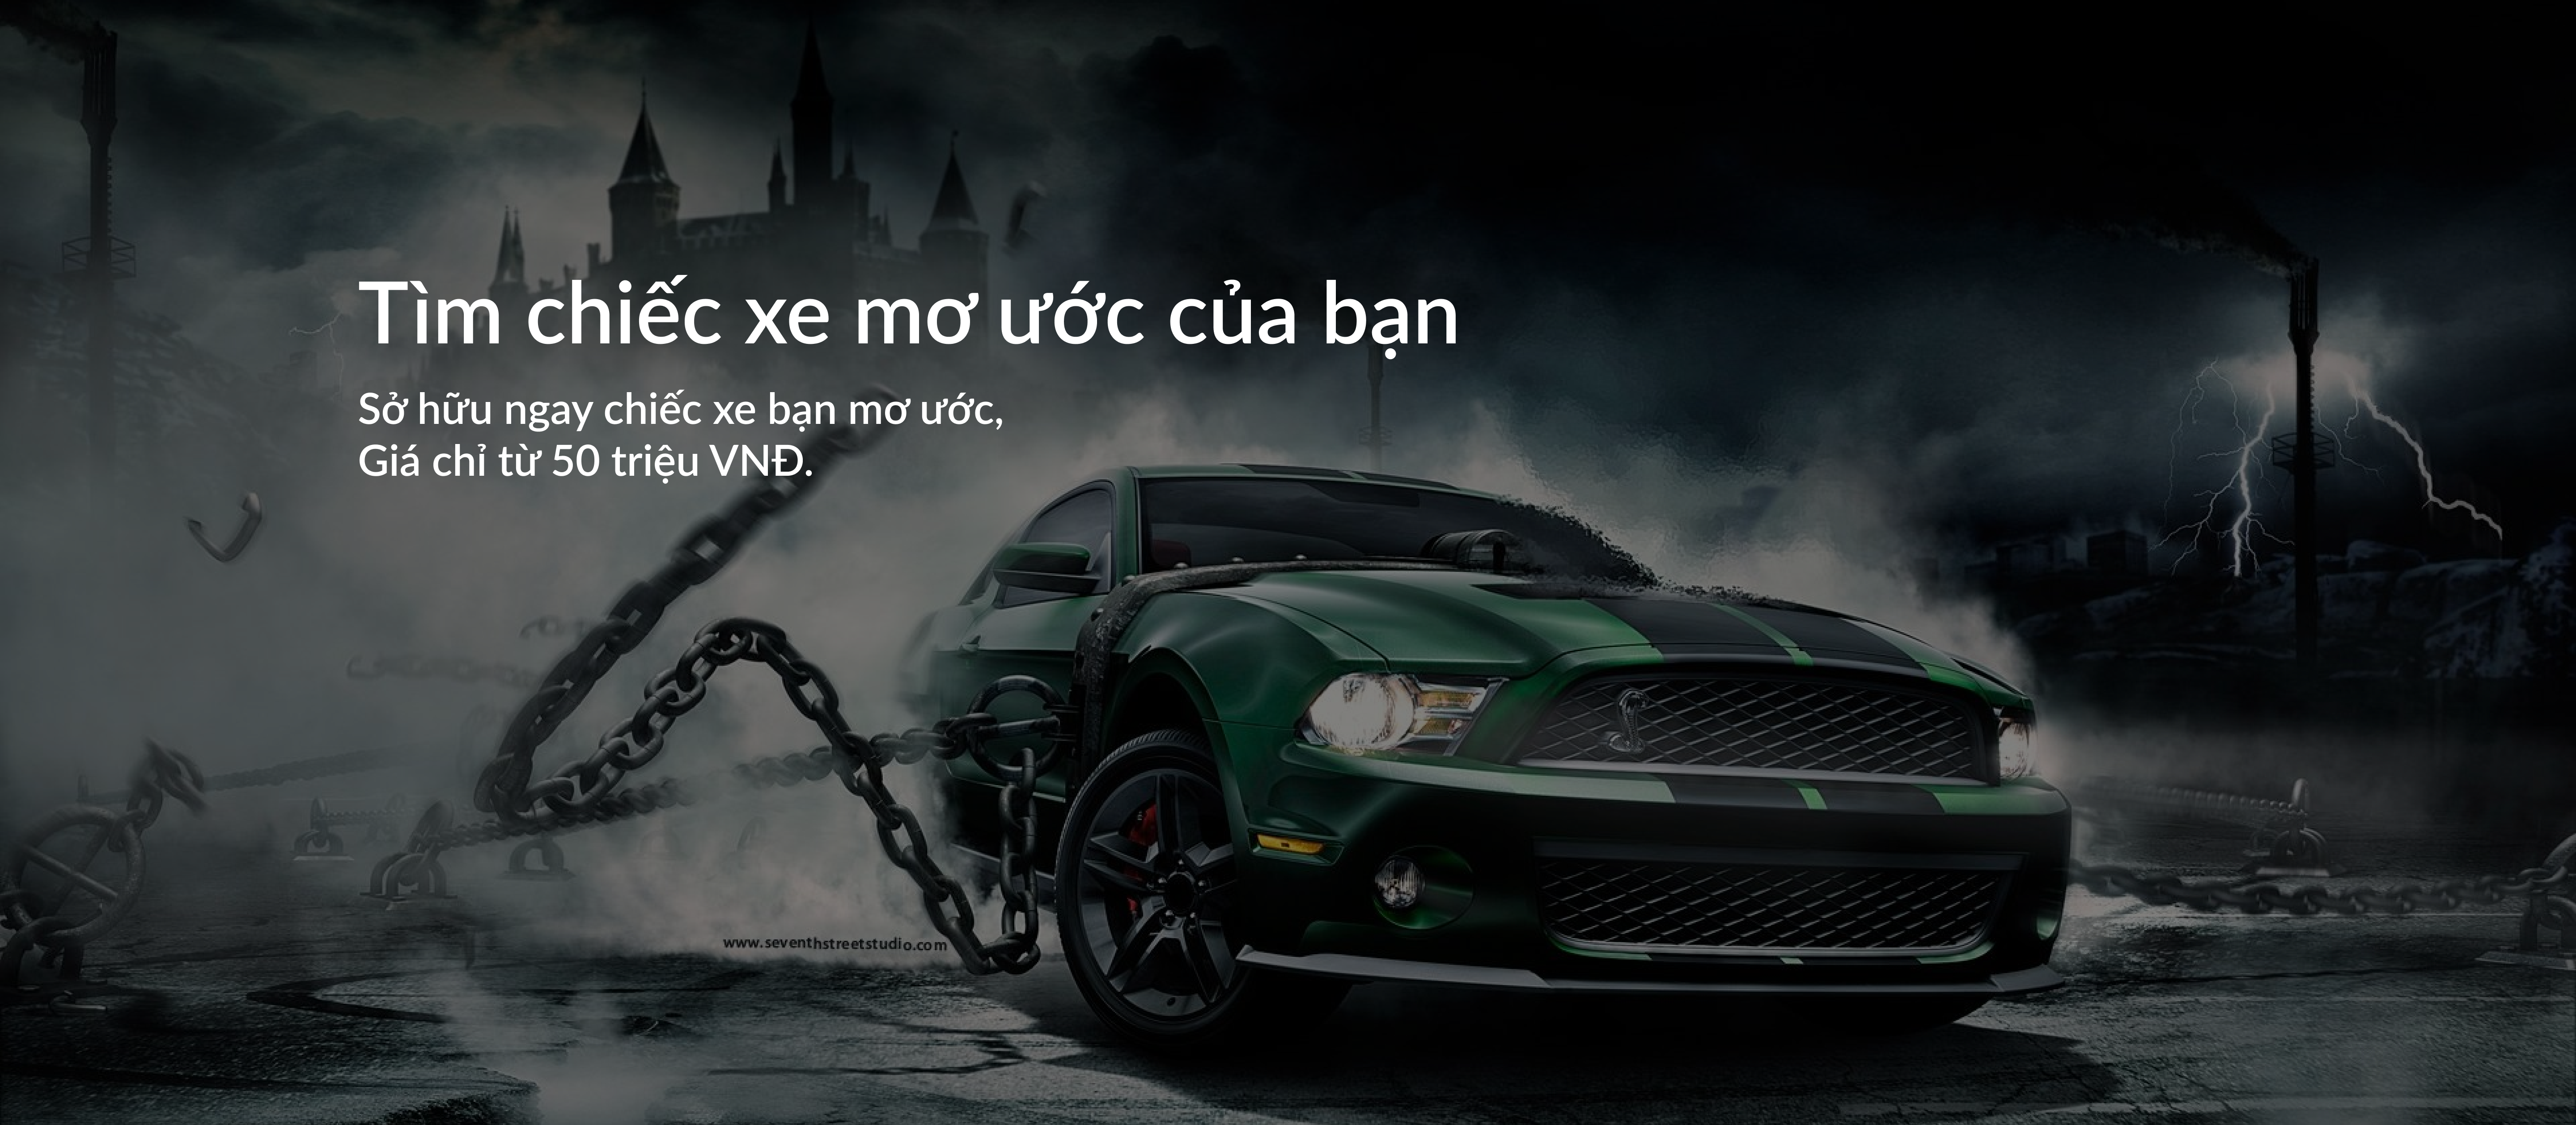 Tìm chiếc xe mơ ước của bạn
Sở hữu ngay chiếc xe bạn mơ ước,
Giá chỉ từ 50 triệu VNĐ.
www.seventhstreetstudio.com